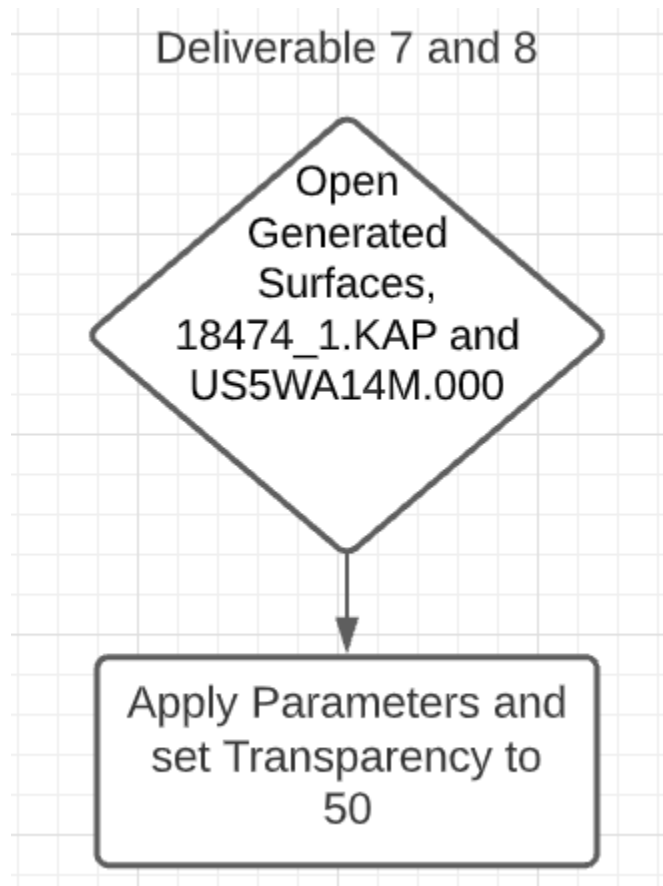 Deliverable 7 and 8
Open
Generated
Surfaces,
18474_1.KAP and
US5WA14M.000
Apply Parameters and
set Transparency to
50